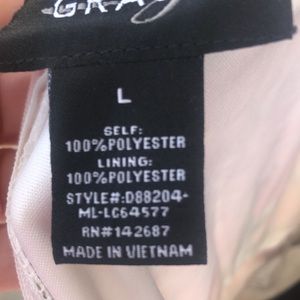 L
SELF:
100%POLYESTER
LINING:
100%POLYESTER
STYLE#:D88204-
ML-LC64577
RN#142687
MADE IN VIETNAM